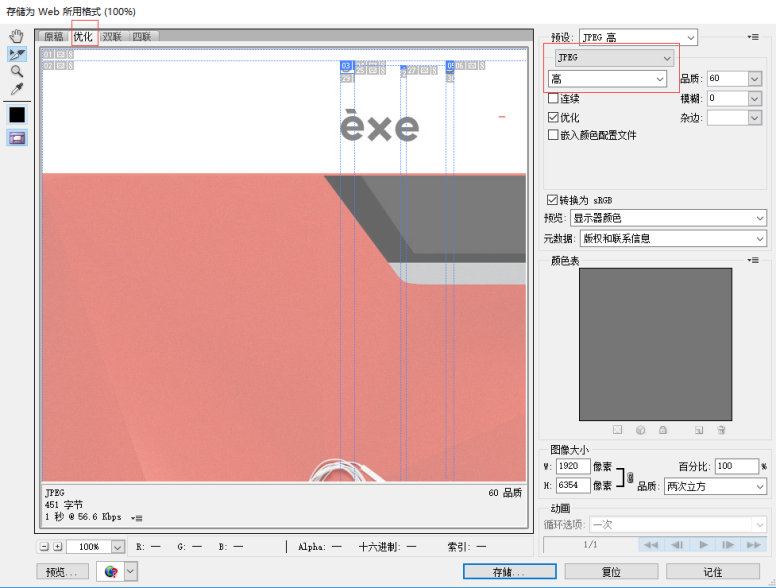 存储为 Web 所用格式 (100%)
原稿 优化 双联 四联
01
02
03
05
06
27
èxe
JPEG
451 字节
1 秒 @ 56.6 Kbps
60 品质
100%
R: — G: — B: — Alpha: — 十六进制: — 索引: —
预览...
预设: JPEG 高
JPEG
高
品质: 60
连续
模糊: 0
优化
杂边:
嵌入颜色配置文件
转换为 sRGB
预览: 显示器颜色
元数据: 版权和联系信息
颜色表
图像大小
W: 1920 像素
H: 6354 像素
百分比: 100 %
品质: 两次立方
动画
循环选项: 一次
1/1
存储... 复位 记住